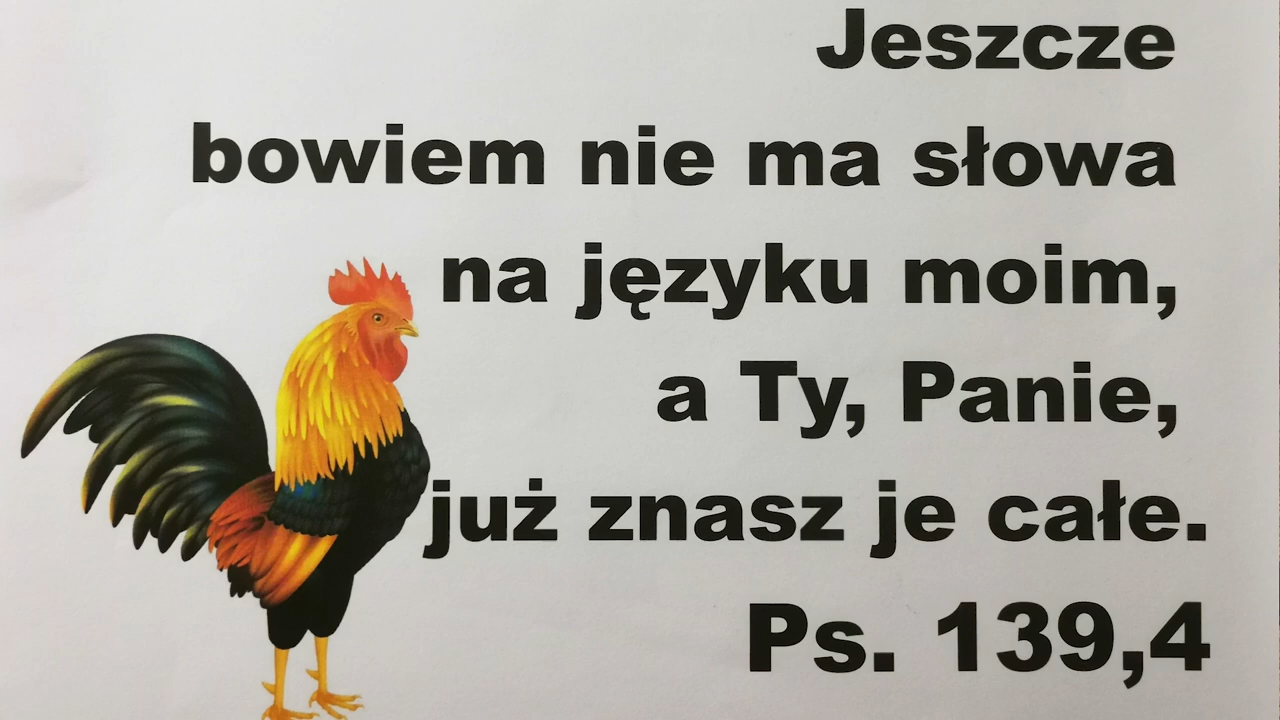 Jeszcze
bowiem nie ma słowa
na języku moim,
a Ty, Panie,
już znasz je całe.
Ps. 139,4